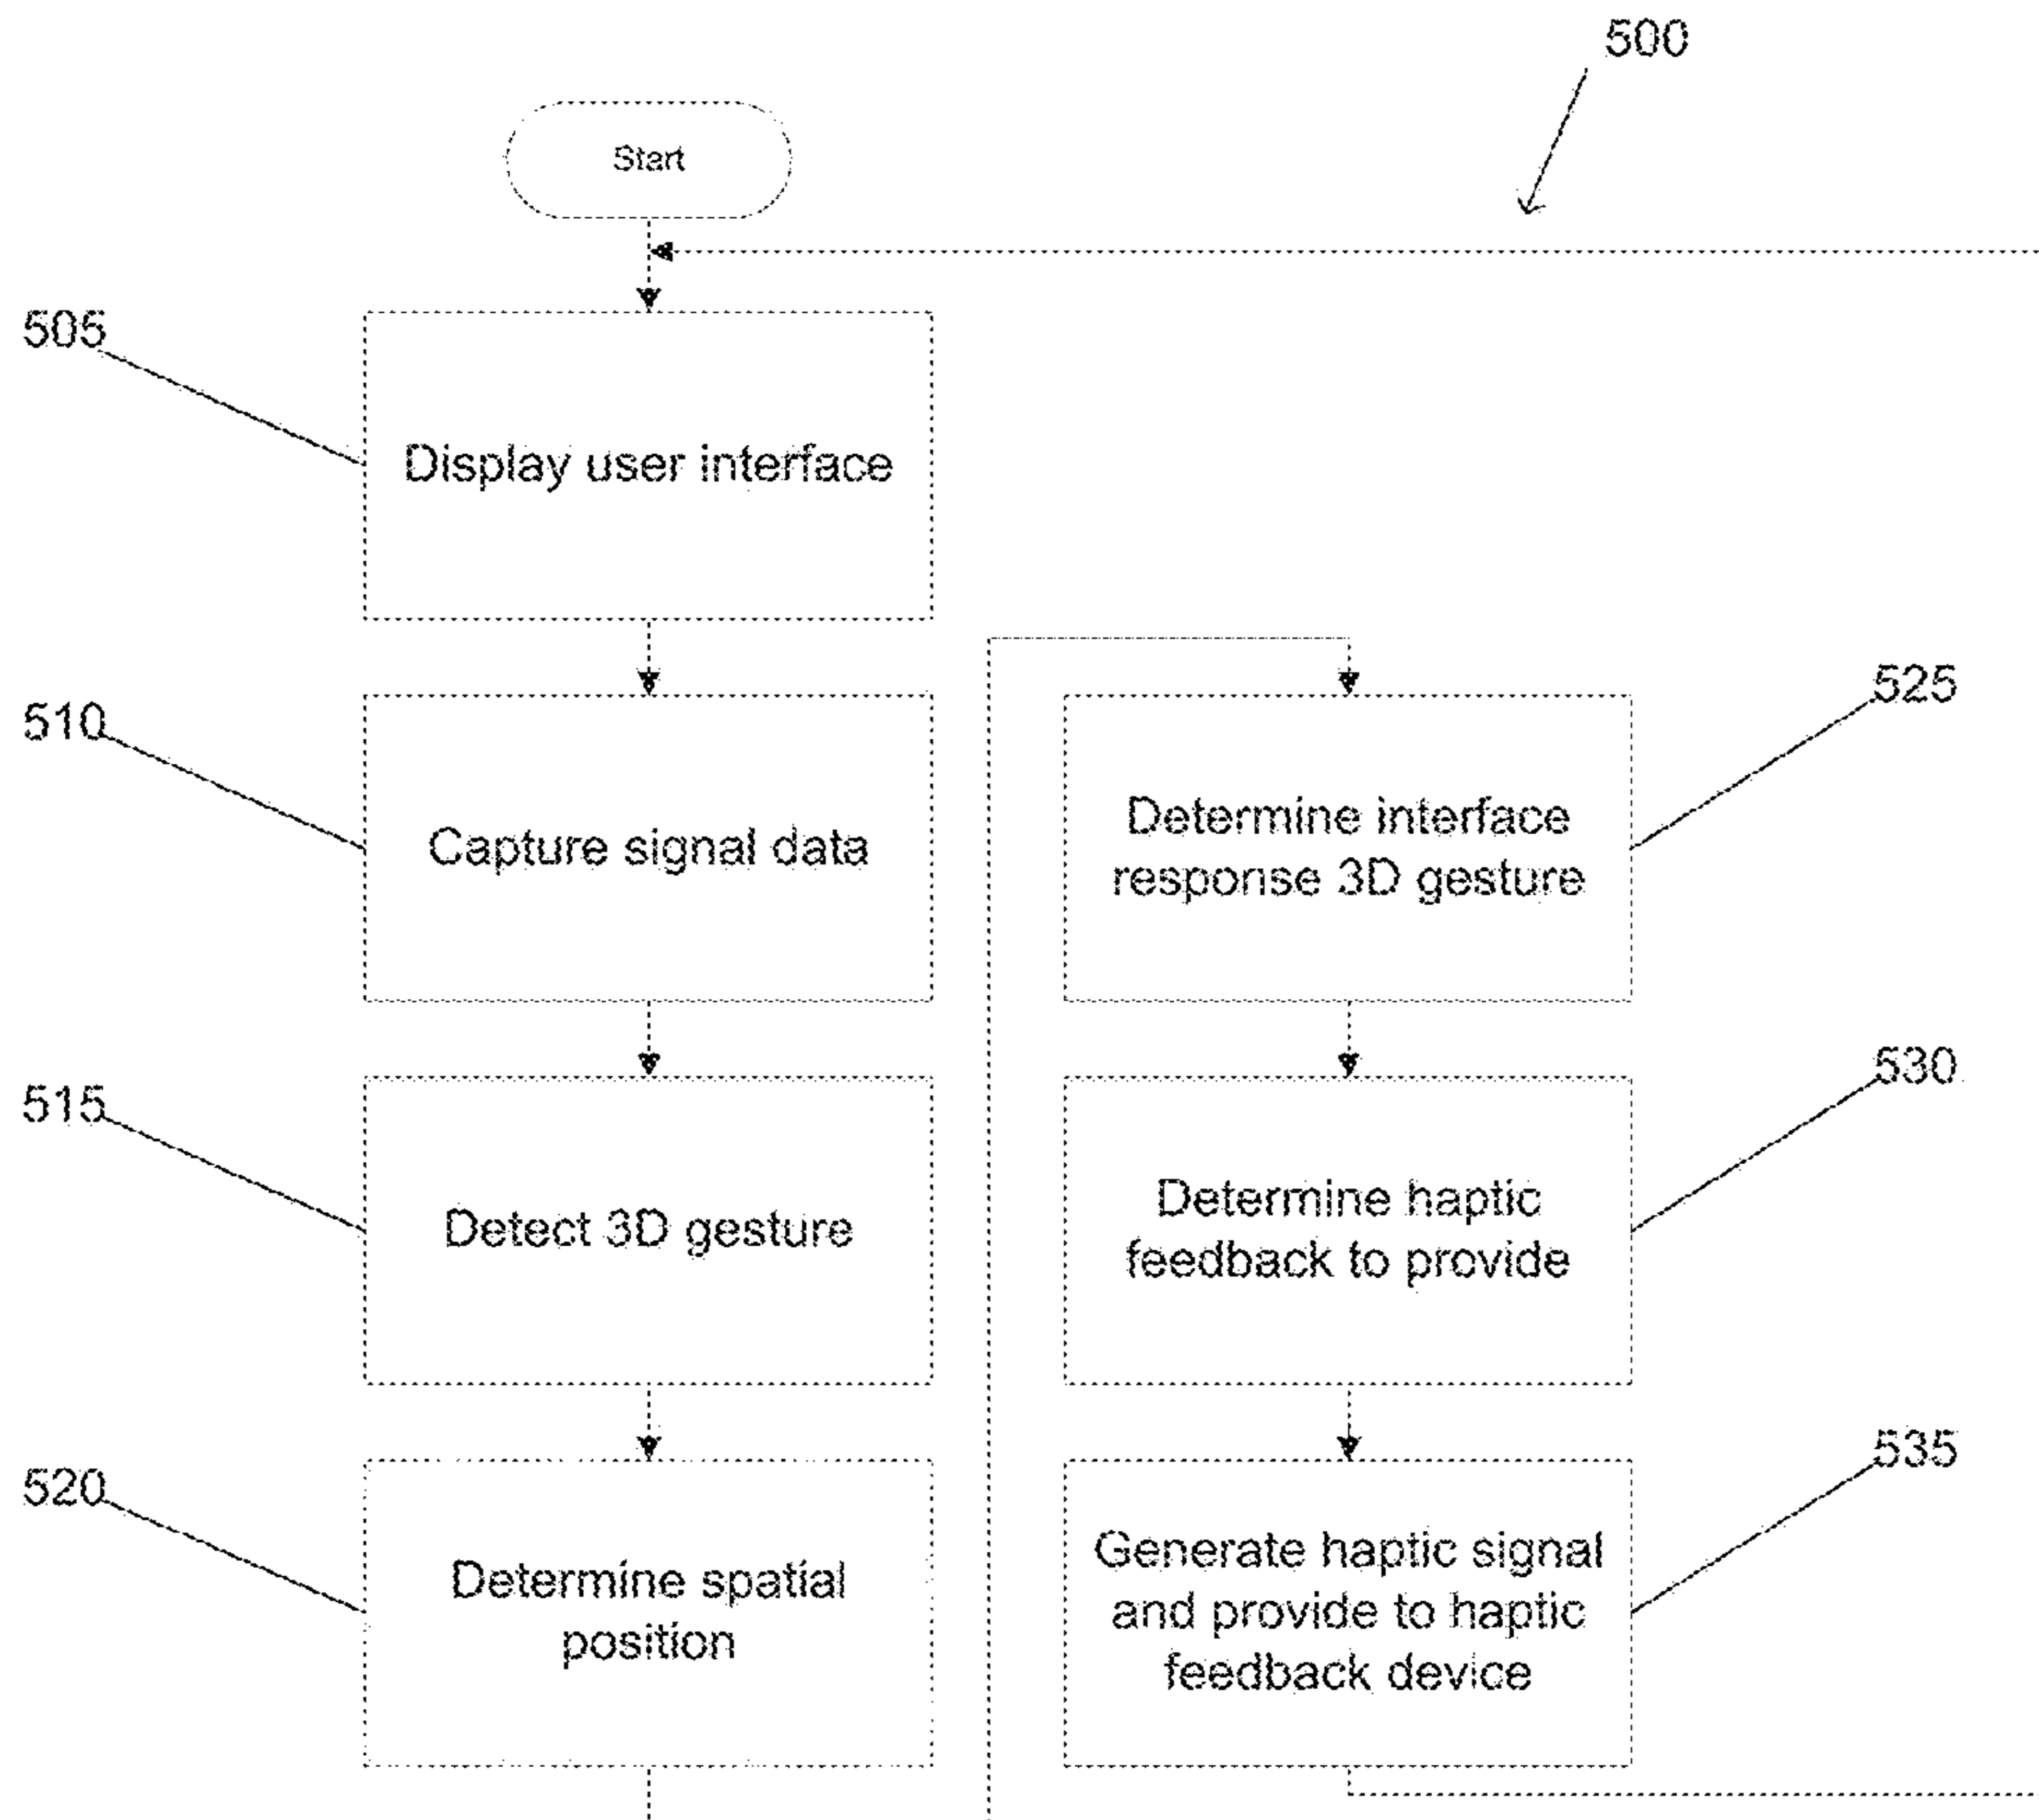 500
Start
505
Display user interface
510
Capture signal data
515
Detect 3D gesture
520
Determine spatial
position
525
Determine interface
response 3D gesture
530
Determine haptic
feedback to provide
535
Generate haptic signal
and provide to haptic
feedback device